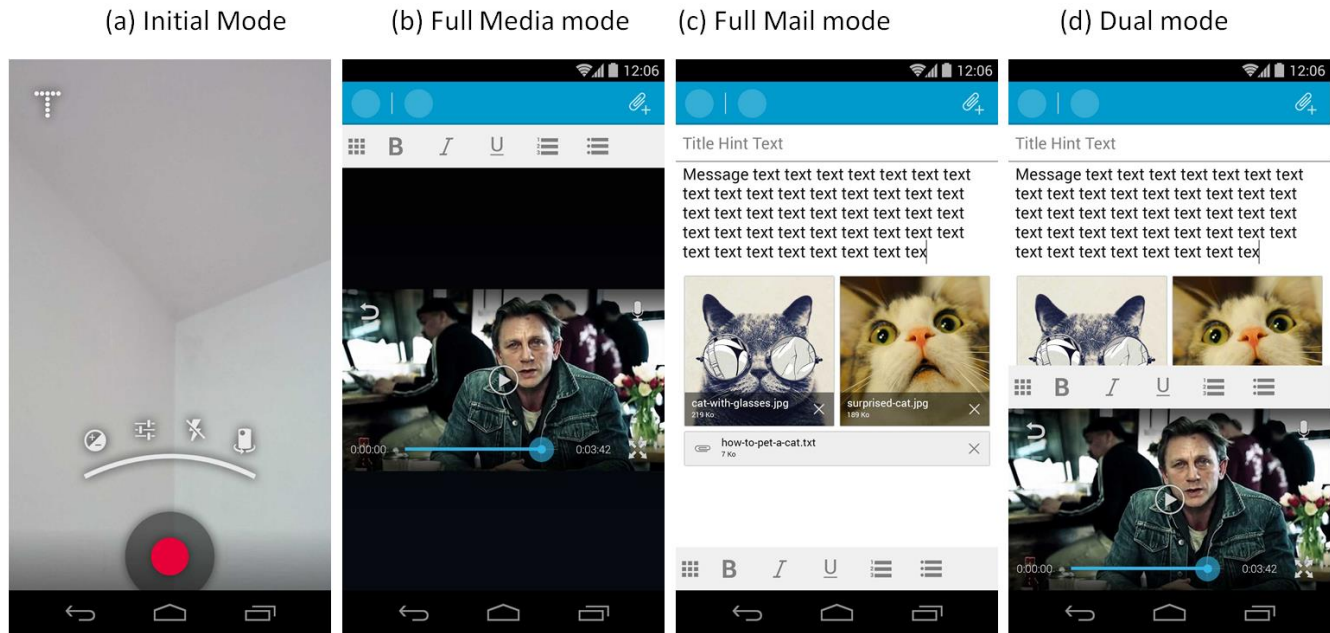 (a) Initial Mode
(b) Full Media mode
(c) Full Mail mode
(d) Dual mode
T
12:06
B I U
0:00:00
0:03:42
12:06
Title Hint Text
Message text text text text text text text
text text text text text text text text text
text text text text text text text text text
text text text text text text text text text
text text text text text text text tex
cat-with-glasses.jpg
219 Ko
surprised-cat.jpg
189 Ko
how-to-pet-a-cat.txt
7 Ko
B I U
12:06
Title Hint Text
Message text text text text text text text
text text text text text text text text text
text text text text text text text text text
text text text text text text text text text
text text text text text text text tex
B I U
0:00:00
0:03:42